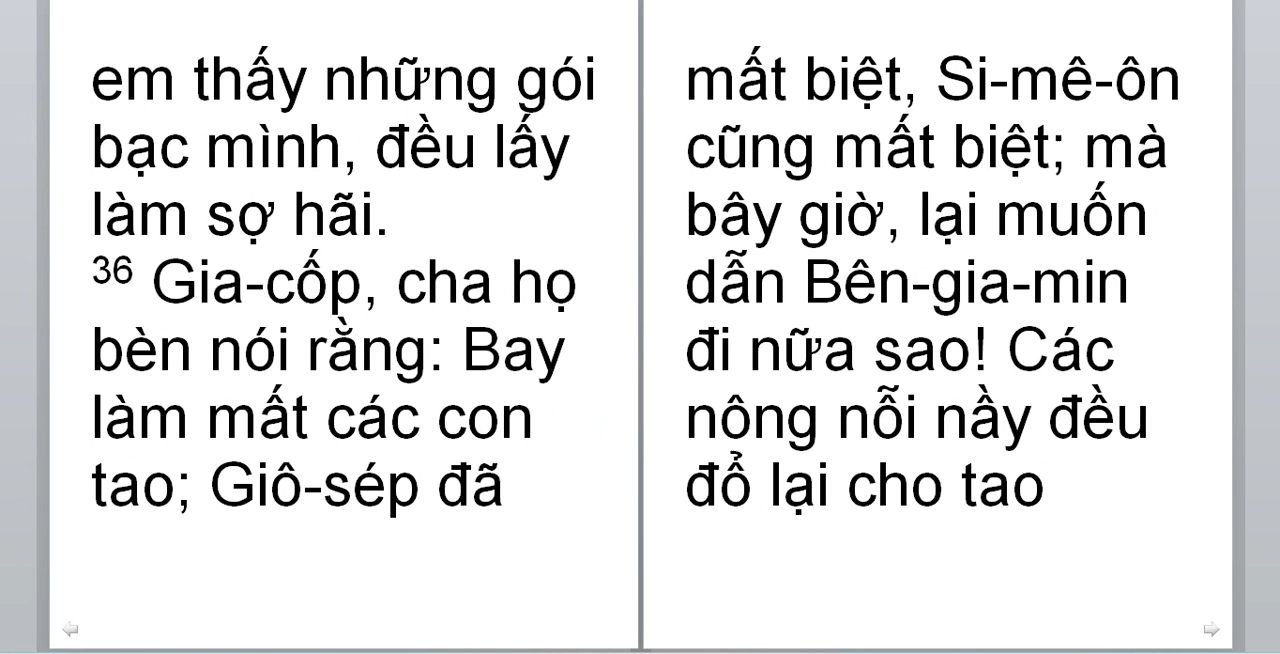 em thấy những gói
bạc mình, đều lấy
làm sợ hãi.
36 Gia-cốp, cha họ
bèn nói rằng: Bay
làm mất các con
tao; Giô-sép đã
mất biệt, Si-mê-ôn
cũng mất biệt; mà
bây giờ, lại muốn
dẫn Bên-gia-min
đi nữa sao! Các
nông nỗi nầy đều
đổ lại cho tao